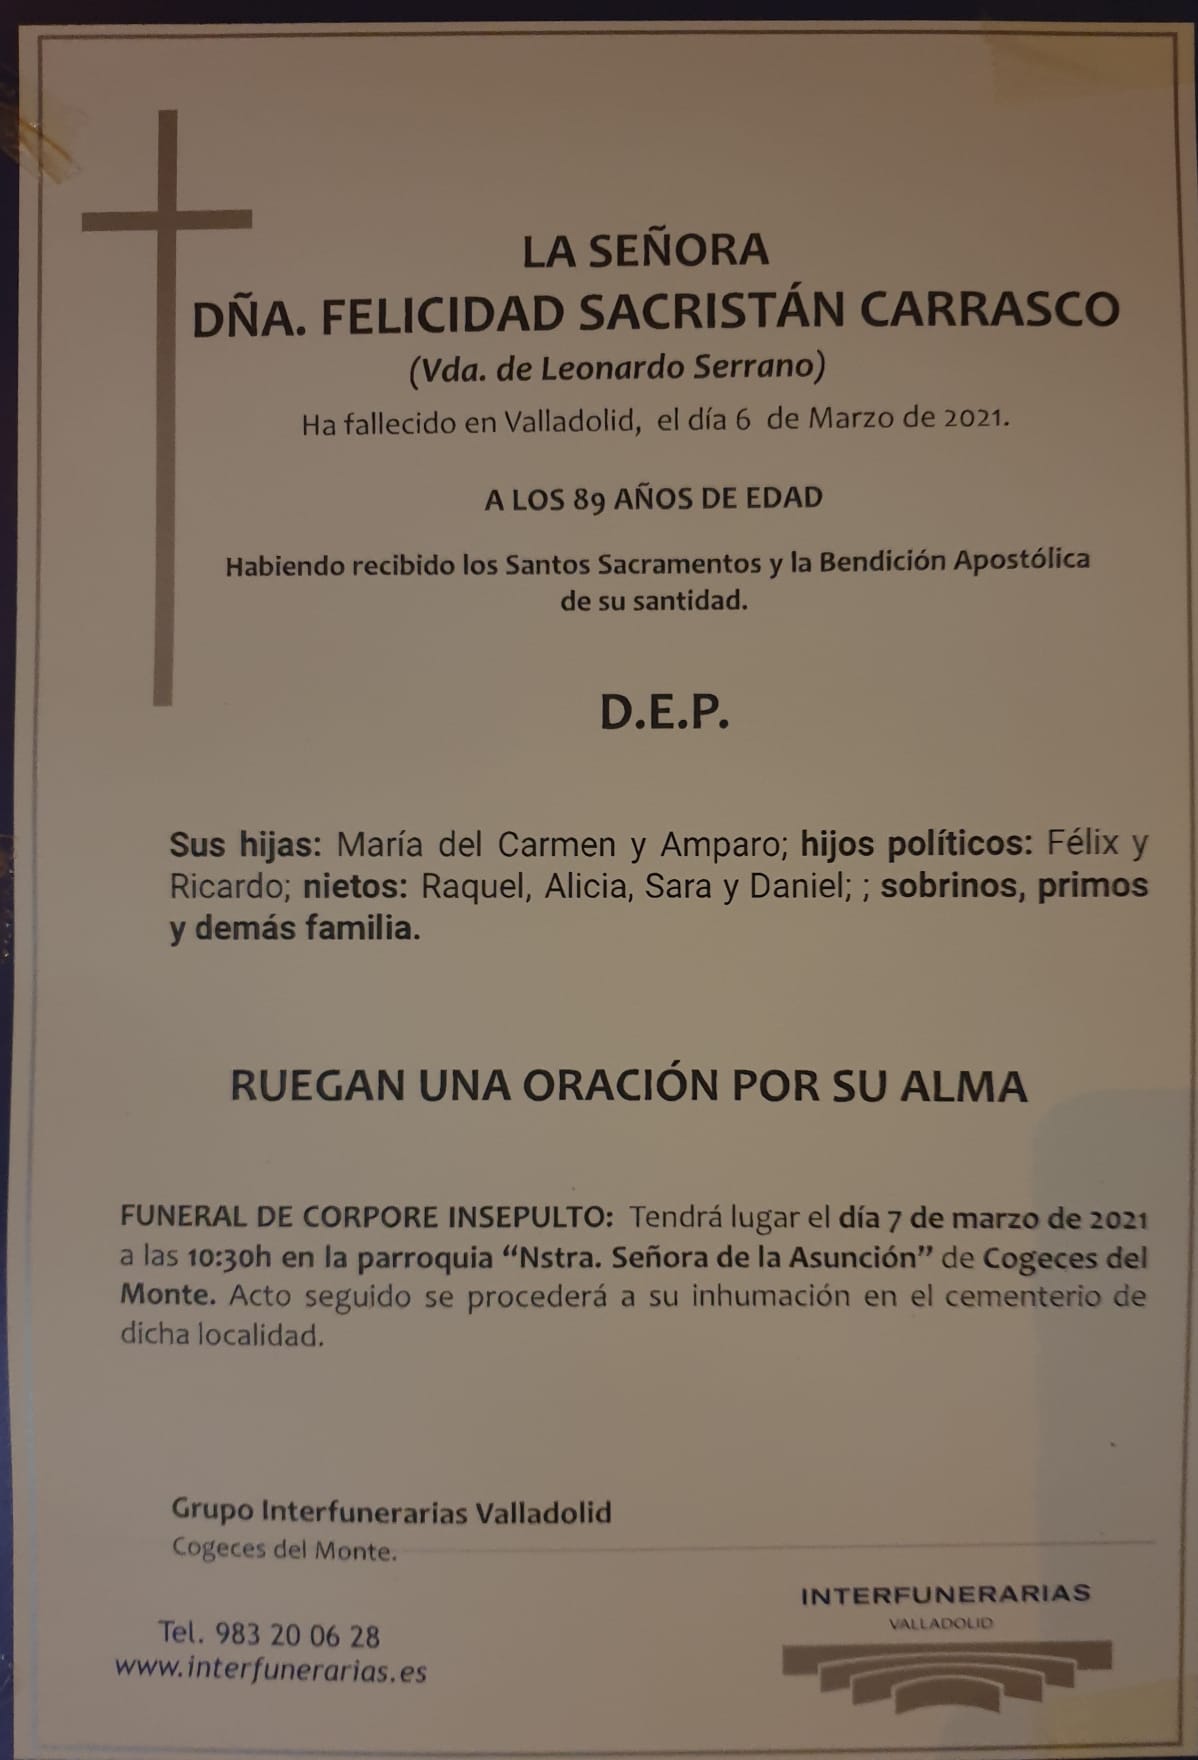 LA SEÑORA
DÑA. FELICIDAD SACRISTÁN CARRASCO
(Vda. de Leonardo Serrano)
Ha fallecido en Valladolid, el día 6 de Marzo de 2021.
A LOS 89 AÑOS DE EDAD
Habiendo recibido los Santos Sacramentos y la Bendición Apostólica
de su santidad.
D.E.P.
Sus hijas: María del Carmen y Amparo; hijos políticos: Félix y
Ricardo; nietos: Raquel, Alicia, Sara y Daniel; ; sobrinos, primos
y demás familia.
RUEGAN UNA ORACIÓN POR SU ALMA
FUNERAL DE CORPORE INSEPULTO: Tendrá lugar el día 7 de marzo de 2021
a las 10:30h en la parroquia “Nstra. Señora de la Asunción” de Cogeces del
Monte. Acto seguido se procederá a su inhumación en el cementerio de
dicha localidad.
Grupo Interfunerarias Valladolid
Cogeces del Monte.
Tel. 983 20 06 28
www.interfunerarias.es
INTERFUNERARIAS
VALLADOLID